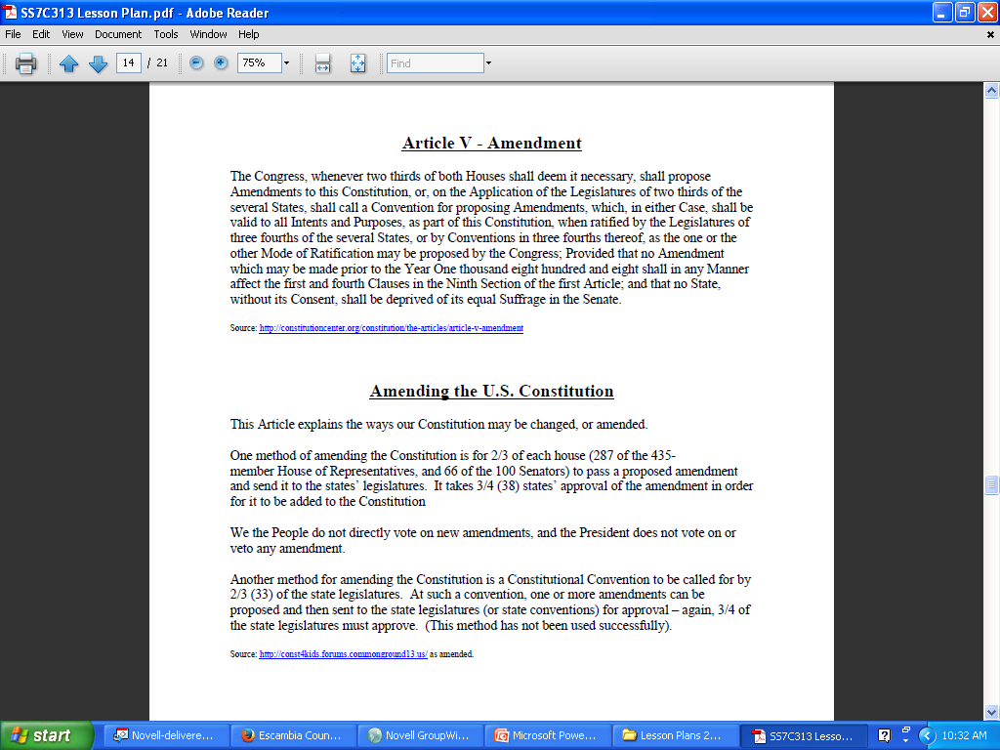 SS7C313 Lesson Plan.pdf - Adobe Reader
File Edit View Document Tools Window Help
14 / 21 75% Find
Article V - Amendment
The Congress, whenever two thirds of both Houses shall deem it necessary, shall propose
Amendments to this Constitution, or, on the Application of the Legislatures of two thirds of the
several States, shall call a Convention for proposing Amendments, which, in either Case, shall be
valid to all Intents and Purposes, as part of this Constitution, when ratified by the Legislatures of
three fourths of the several States, or by Conventions in three fourths thereof, as the one or the
other Mode of Ratification may be proposed by the Congress; Provided that no Amendment
which may be made prior to the Year One thousand eight hundred and eight shall in any Manner
affect the first and fourth Clauses in the Ninth Section of the first Article; and that no State,
without its Consent, shall be deprived of its equal Suffrage in the Senate.
Source: http://constitutioncenter.org/constitution/the-articles/article-v-amendment
Amending the U.S. Constitution
This Article explains the ways our Constitution may be changed, or amended.
One method of amending the Constitution is for 2/3 of each house (287 of the 435-
member House of Representatives, and 66 of the 100 Senators) to pass a proposed amendment
and send it to the states’ legislatures. It takes 3/4 (38) states’ approval of the amendment in order
for it to be added to the Constitution
We the People do not directly vote on new amendments, and the President does not vote on or
veto any amendment.
Another method for amending the Constitution is a Constitutional Convention to be called for by
2/3 (33) of the state legislatures. At such a convention, one or more amendments can be
proposed and then sent to the state legislatures (or state conventions) for approval – again, 3/4 of
the state legislatures must approve. (This method has not been used successfully).
Source: http://const4kids.forums.commonground13.us/ as amended.
start Novell-delivere... Escambia Coun... Novell GroupWi... Microsoft Powe... Lesson Plans 2... SS7C313 Lesso... 10:32 AM